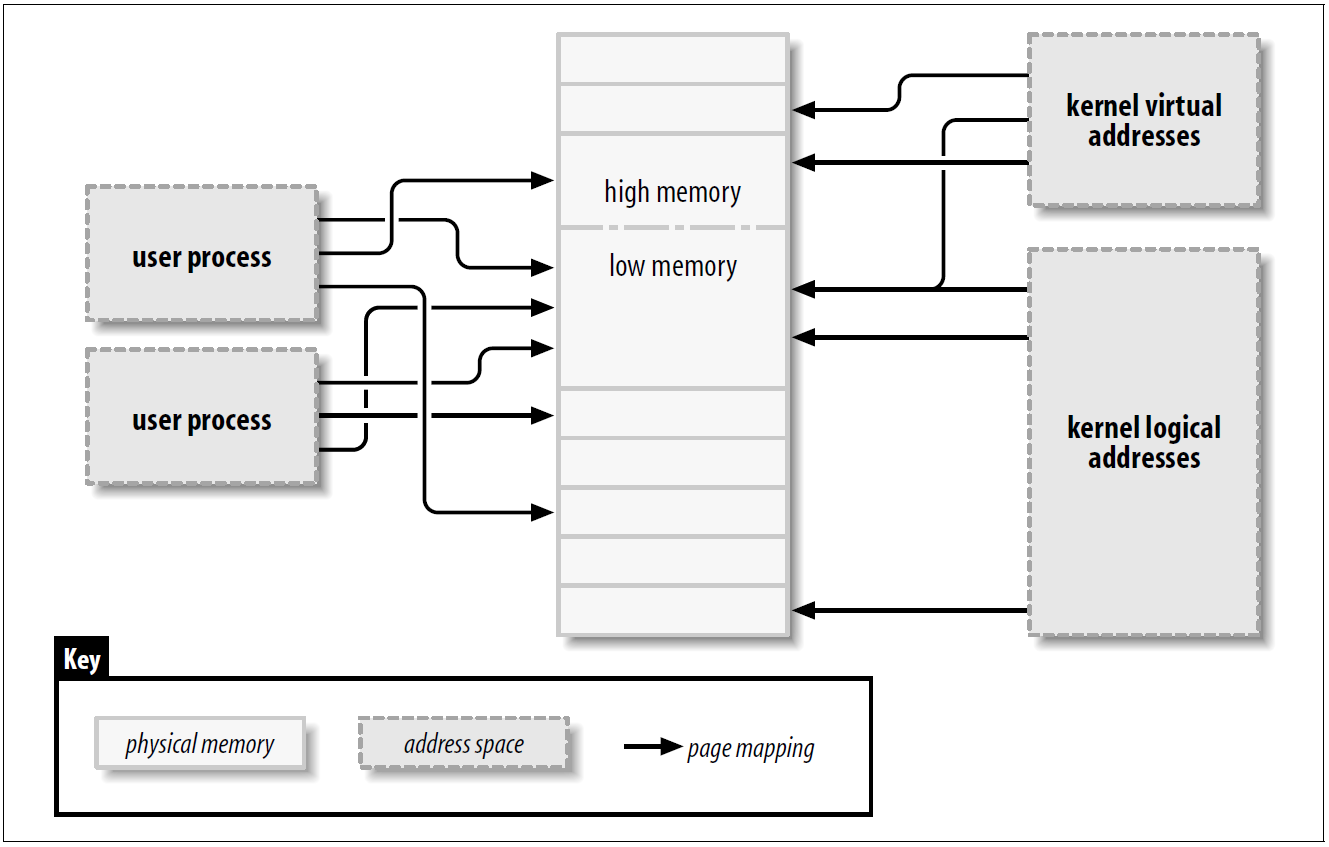 kernel virtual
addresses
high memory
low memory
user process
user process
kernel logical
addresses
Key
physical memory
address space
page mapping